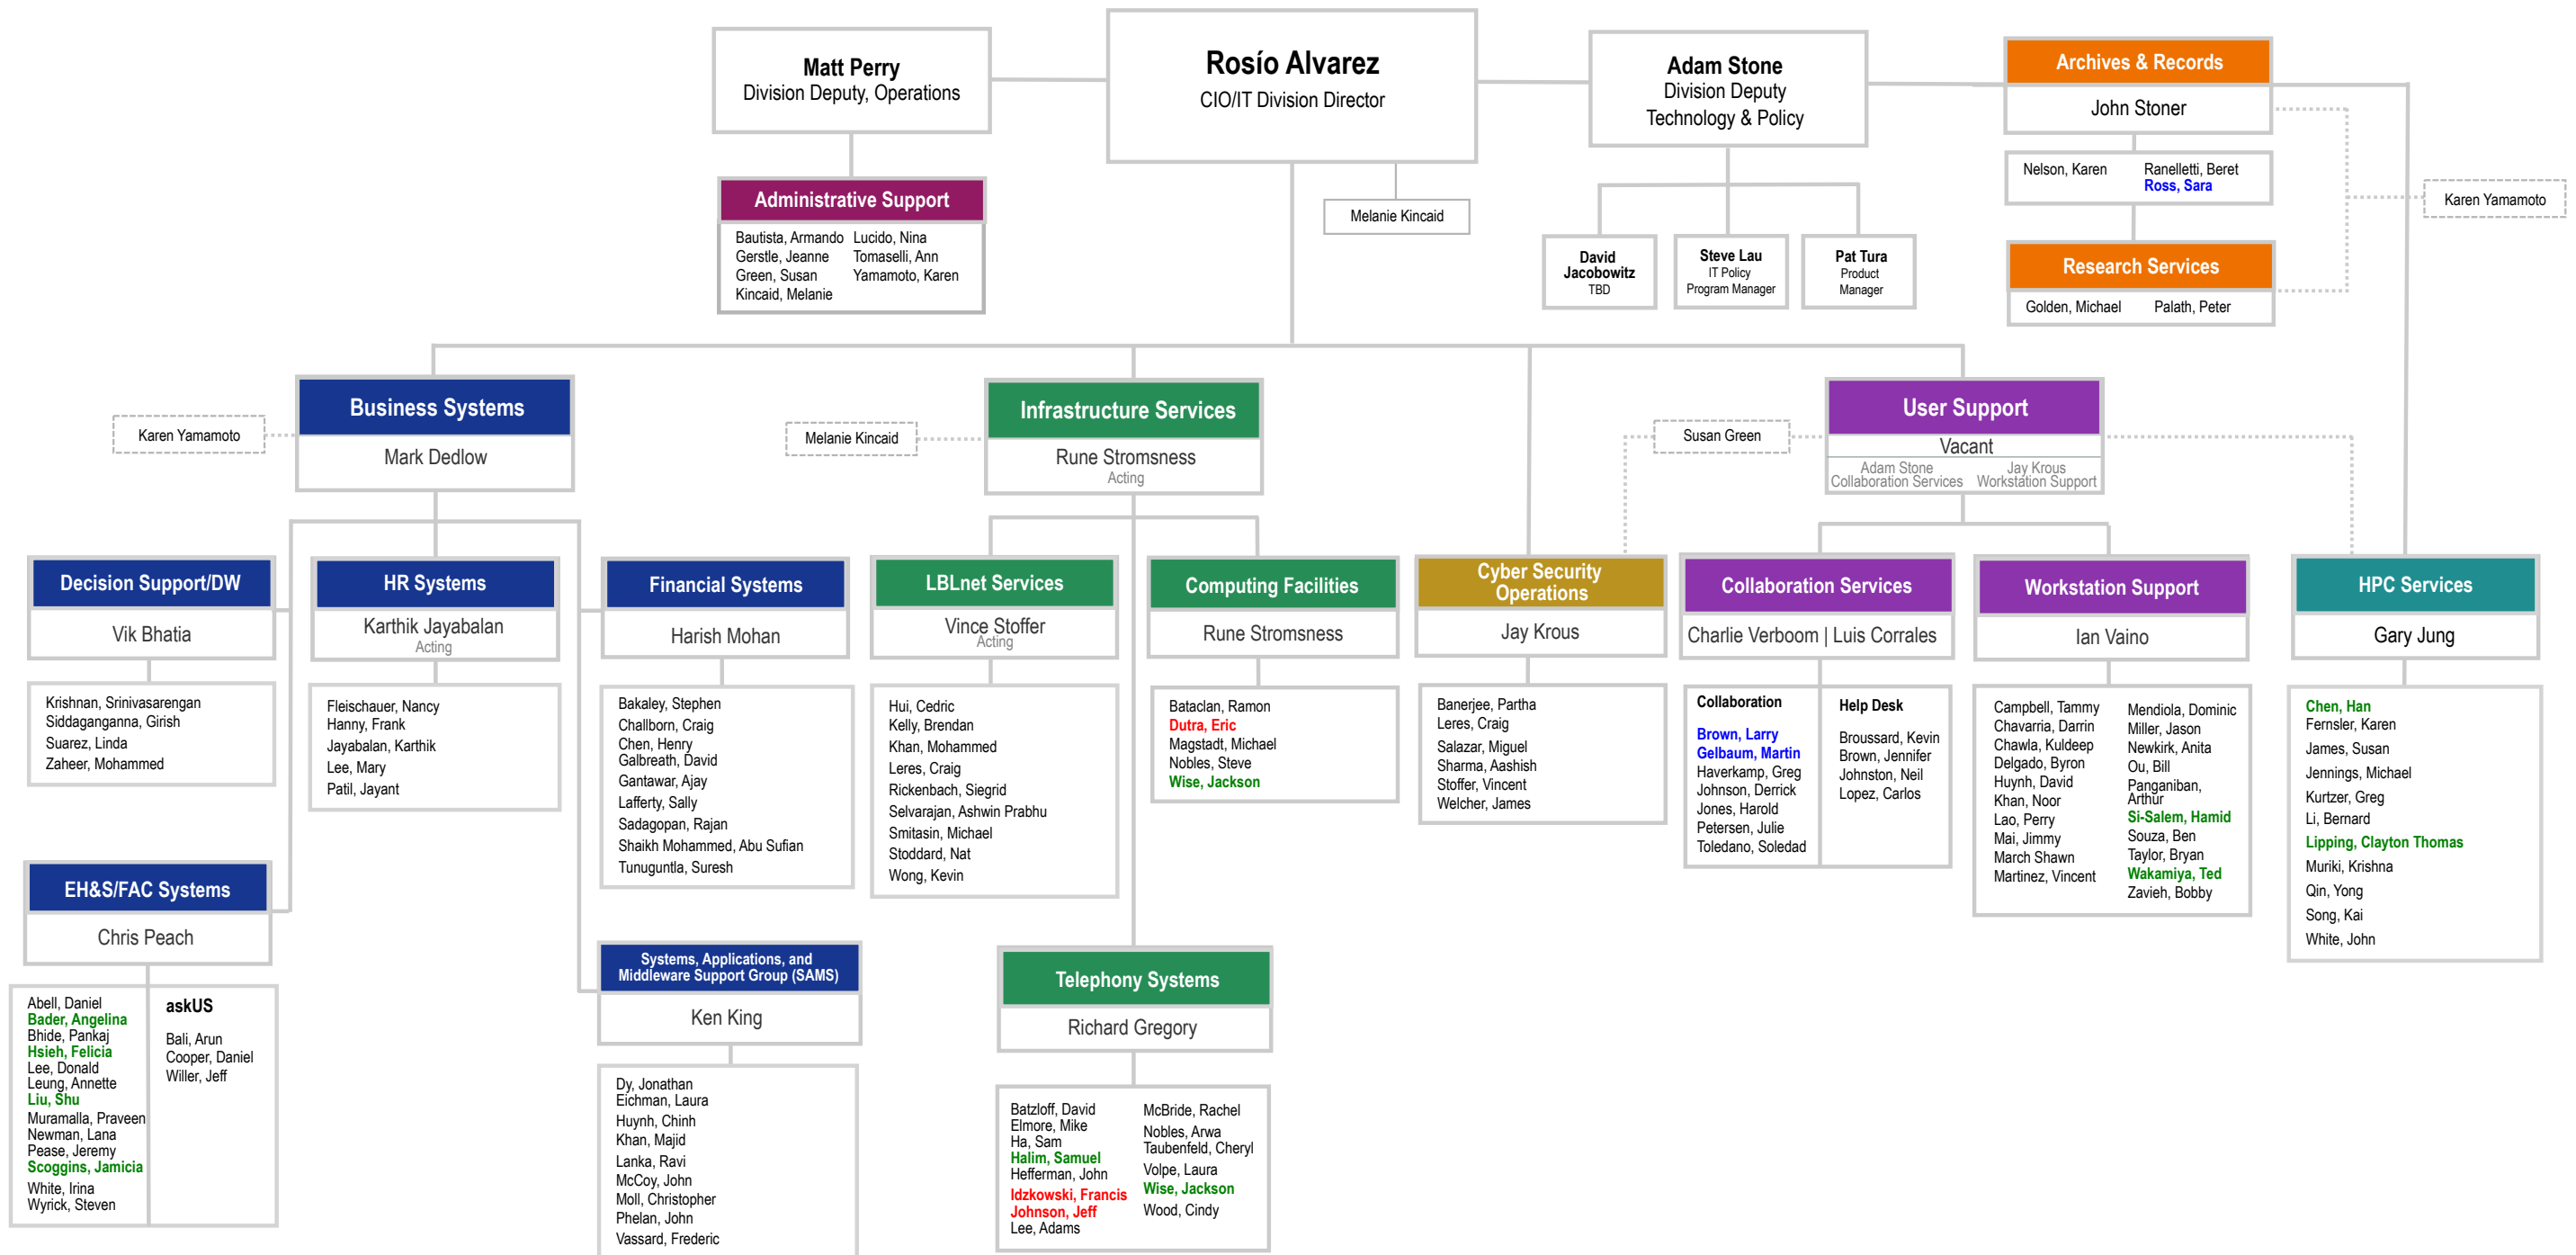 Matt Perry
Division Deputy, Operations
Rosío Alvarez
CIO/IT Division Director
Adam Stone
Division Deputy
Technology & Policy
Archives & Records
John Stoner
Nelson, Karen
Ranelletti, Beret
Ross, Sara
Karen Yamamoto
Research Services
Golden, Michael
Palath, Peter
Administrative Support
Bautista, Armando
Gerstle, Jeanne
Green, Susan
Kincaid, Melanie
Lucido, Nina
Tomaselli, Ann
Yamamoto, Karen
Melanie Kincaid
David
Jacobowitz
TBD
Steve Lau
IT Policy
Program Manager
Pat Tura
Product
Manager
Business Systems
Mark Dedlow
Karen Yamamoto
Infrastructure Services
Rune Stromsness
Acting
Melanie Kincaid
User Support
Vacant
Adam Stone
Collaboration Services
Jay Krous
Workstation Support
Susan Green
Decision Support/DW
Vik Bhatia
Krishnan, Srinivasarengan
Siddaganganna, Girish
Suarez, Linda
Zaheer, Mohammed
HR Systems
Karthik Jayabalan
Acting
Fleischauer, Nancy
Hanny, Frank
Jayabalan, Karthik
Lee, Mary
Patil, Jayant
Financial Systems
Harish Mohan
Bakaley, Stephen
Challborn, Craig
Chen, Henry
Galbreath, David
Gantawar, Ajay
Lafferty, Sally
Sadagopan, Rajan
Shaikh Mohammed, Abu Sufian
Tunuguntla, Suresh
LBLnet Services
Vince Stoffer
Acting
Hui, Cedric
Kelly, Brendan
Khan, Mohammed
Leres, Craig
Rickenbach, Siegrid
Selvarajan, Ashwin Prabhu
Smitasin, Michael
Stoddard, Nat
Wong, Kevin
Computing Facilities
Rune Stromsness
Bataclan, Ramon
Dutra, Eric
Magstadt, Michael
Nobles, Steve
Wise, Jackson
Cyber Security
Operations
Jay Krous
Banerjee, Partha
Leres, Craig
Salazar, Miguel
Sharma, Aashish
Stoffer, Vincent
Welcher, James
Collaboration Services
Charlie Verboom | Luis Corrales
Collaboration
Brown, Larry
Gelbaum, Martin
Haverkamp, Greg
Johnson, Derrick
Jones, Harold
Petersen, Julie
Toledano, Soledad
Help Desk
Broussard, Kevin
Brown, Jennifer
Johnston, Neil
Lopez, Carlos
Workstation Support
Ian Vaino
Campbell, Tammy
Chavarria, Darrin
Chawla, Kuldeep
Delgado, Byron
Huynh, David
Khan, Noor
Lao, Perry
Mai, Jimmy
March Shawn
Martinez, Vincent
Mendiola, Dominic
Miller, Jason
Newkirk, Anita
Ou, Bill
Panganiban,
Arthur
Si-Salem, Hamid
Souza, Ben
Taylor, Bryan
Wakamiya, Ted
Zavieh, Bobby
HPC Services
Gary Jung
Chen, Han
Fernsler, Karen
James, Susan
Jennings, Michael
Kurtzer, Greg
Li, Bernard
Lipping, Clayton Thomas
Muriki, Krishna
Qin, Yong
Song, Kai
White, John
EH&S/FAC Systems
Chris Peach
Abell, Daniel
Bader, Angelina
Bhide, Pankaj
Hsieh, Felicia
Lee, Donald
Leung, Annette
Liu, Shu
Muramalla, Praveen
Newman, Lana
Pease, Jeremy
Scoggins, Jamicia
White, Irina
Wyrick, Steven
askUS
Bali, Arun
Cooper, Daniel
Willer, Jeff
Systems, Applications, and
Middleware Support Group (SAMS)
Ken King
Dy, Jonathan
Eichman, Laura
Huynh, Chinh
Khan, Majid
Lanka, Ravi
McCoy, John
Moll, Christopher
Phelan, John
Vassard, Frederic
Telephony Systems
Richard Gregory
Batzloff, David
Elmore, Mike
Ha, Sam
Halim, Samuel
Hefferman, John
Idzkowski, Francis
Johnson, Jeff
Lee, Adams
McBride, Rachel
Nobles, Arwa
Taubenfeld, Cheryl
Volpe, Laura
Wise, Jackson
Wood, Cindy